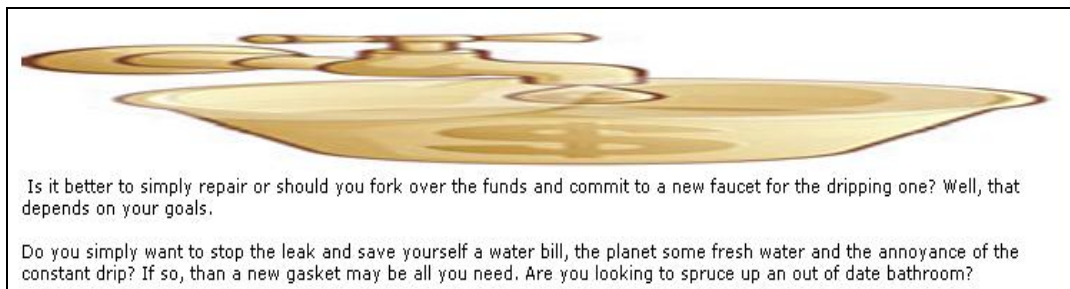 Is it better to simply repair or should you fork over the funds and commit to a new faucet for the dripping one? Well, that
depends on your goals.
Do you simply want to stop the leak and save yourself a water bill, the planet some fresh water and the annoyance of the
constant drip? If so, than a new gasket may be all you need. Are you looking to spruce up an out of date bathroom?